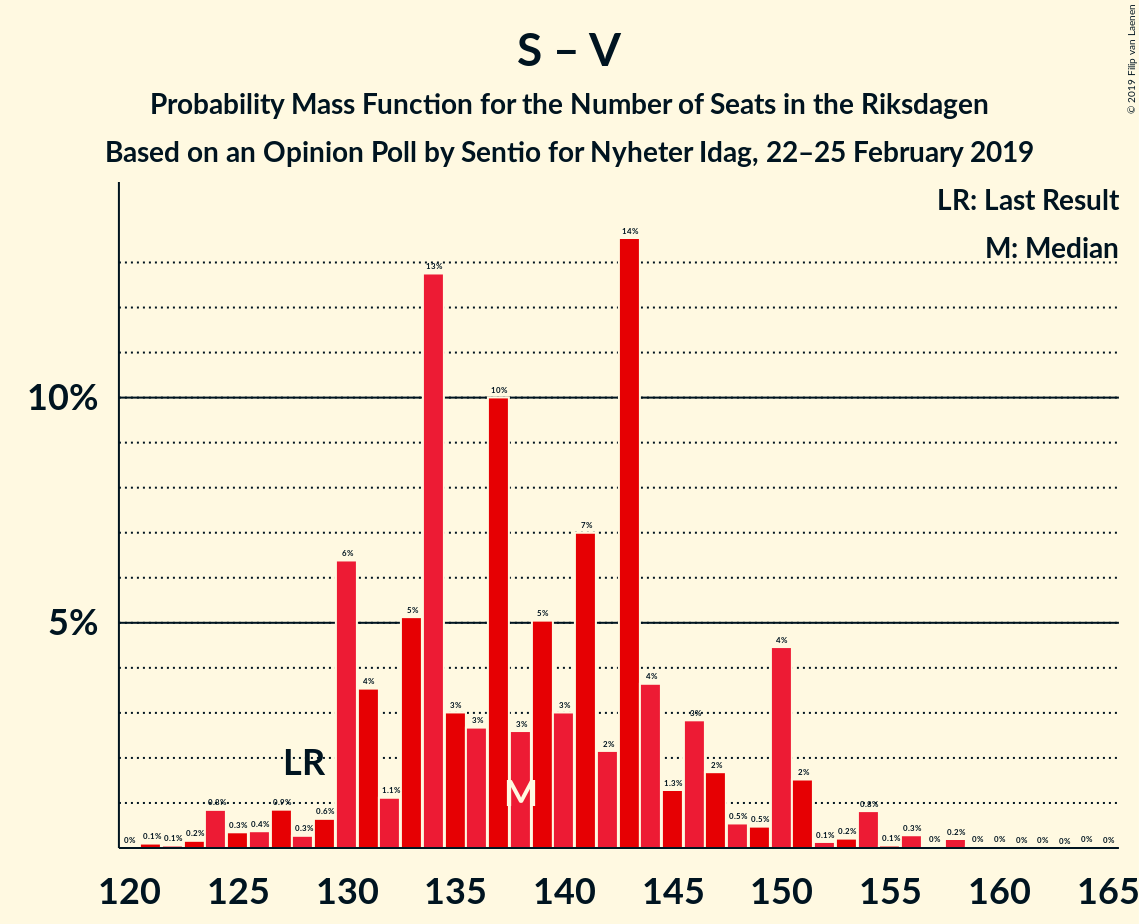 © 2019 Filip van Laenen
S – V
Probability Mass Function for the Number of Seats in the Riksdagen
Based on an Opinion Poll by Sentio for Nyheter Idag, 22–25 February 2019
LR: Last Result
M: Median
10%
5%
LR
M
0% 0.1% 0.1% 0.2% 0.8% 0.3% 0.4% 0.9% 0.3% 0.6% 6% 4% 1.1% 5% 13% 3% 3% 10% 3% 5% 3% 7% 2% 14% 4% 1.3% 3% 2% 0.5% 0.5% 4% 2% 0.1% 0.2% 0.8% 0.1% 0.3% 0% 0.2% 0% 0% 0% 0% 0% 0% 0%
120 125 130 135 140 145 150 155 160 165